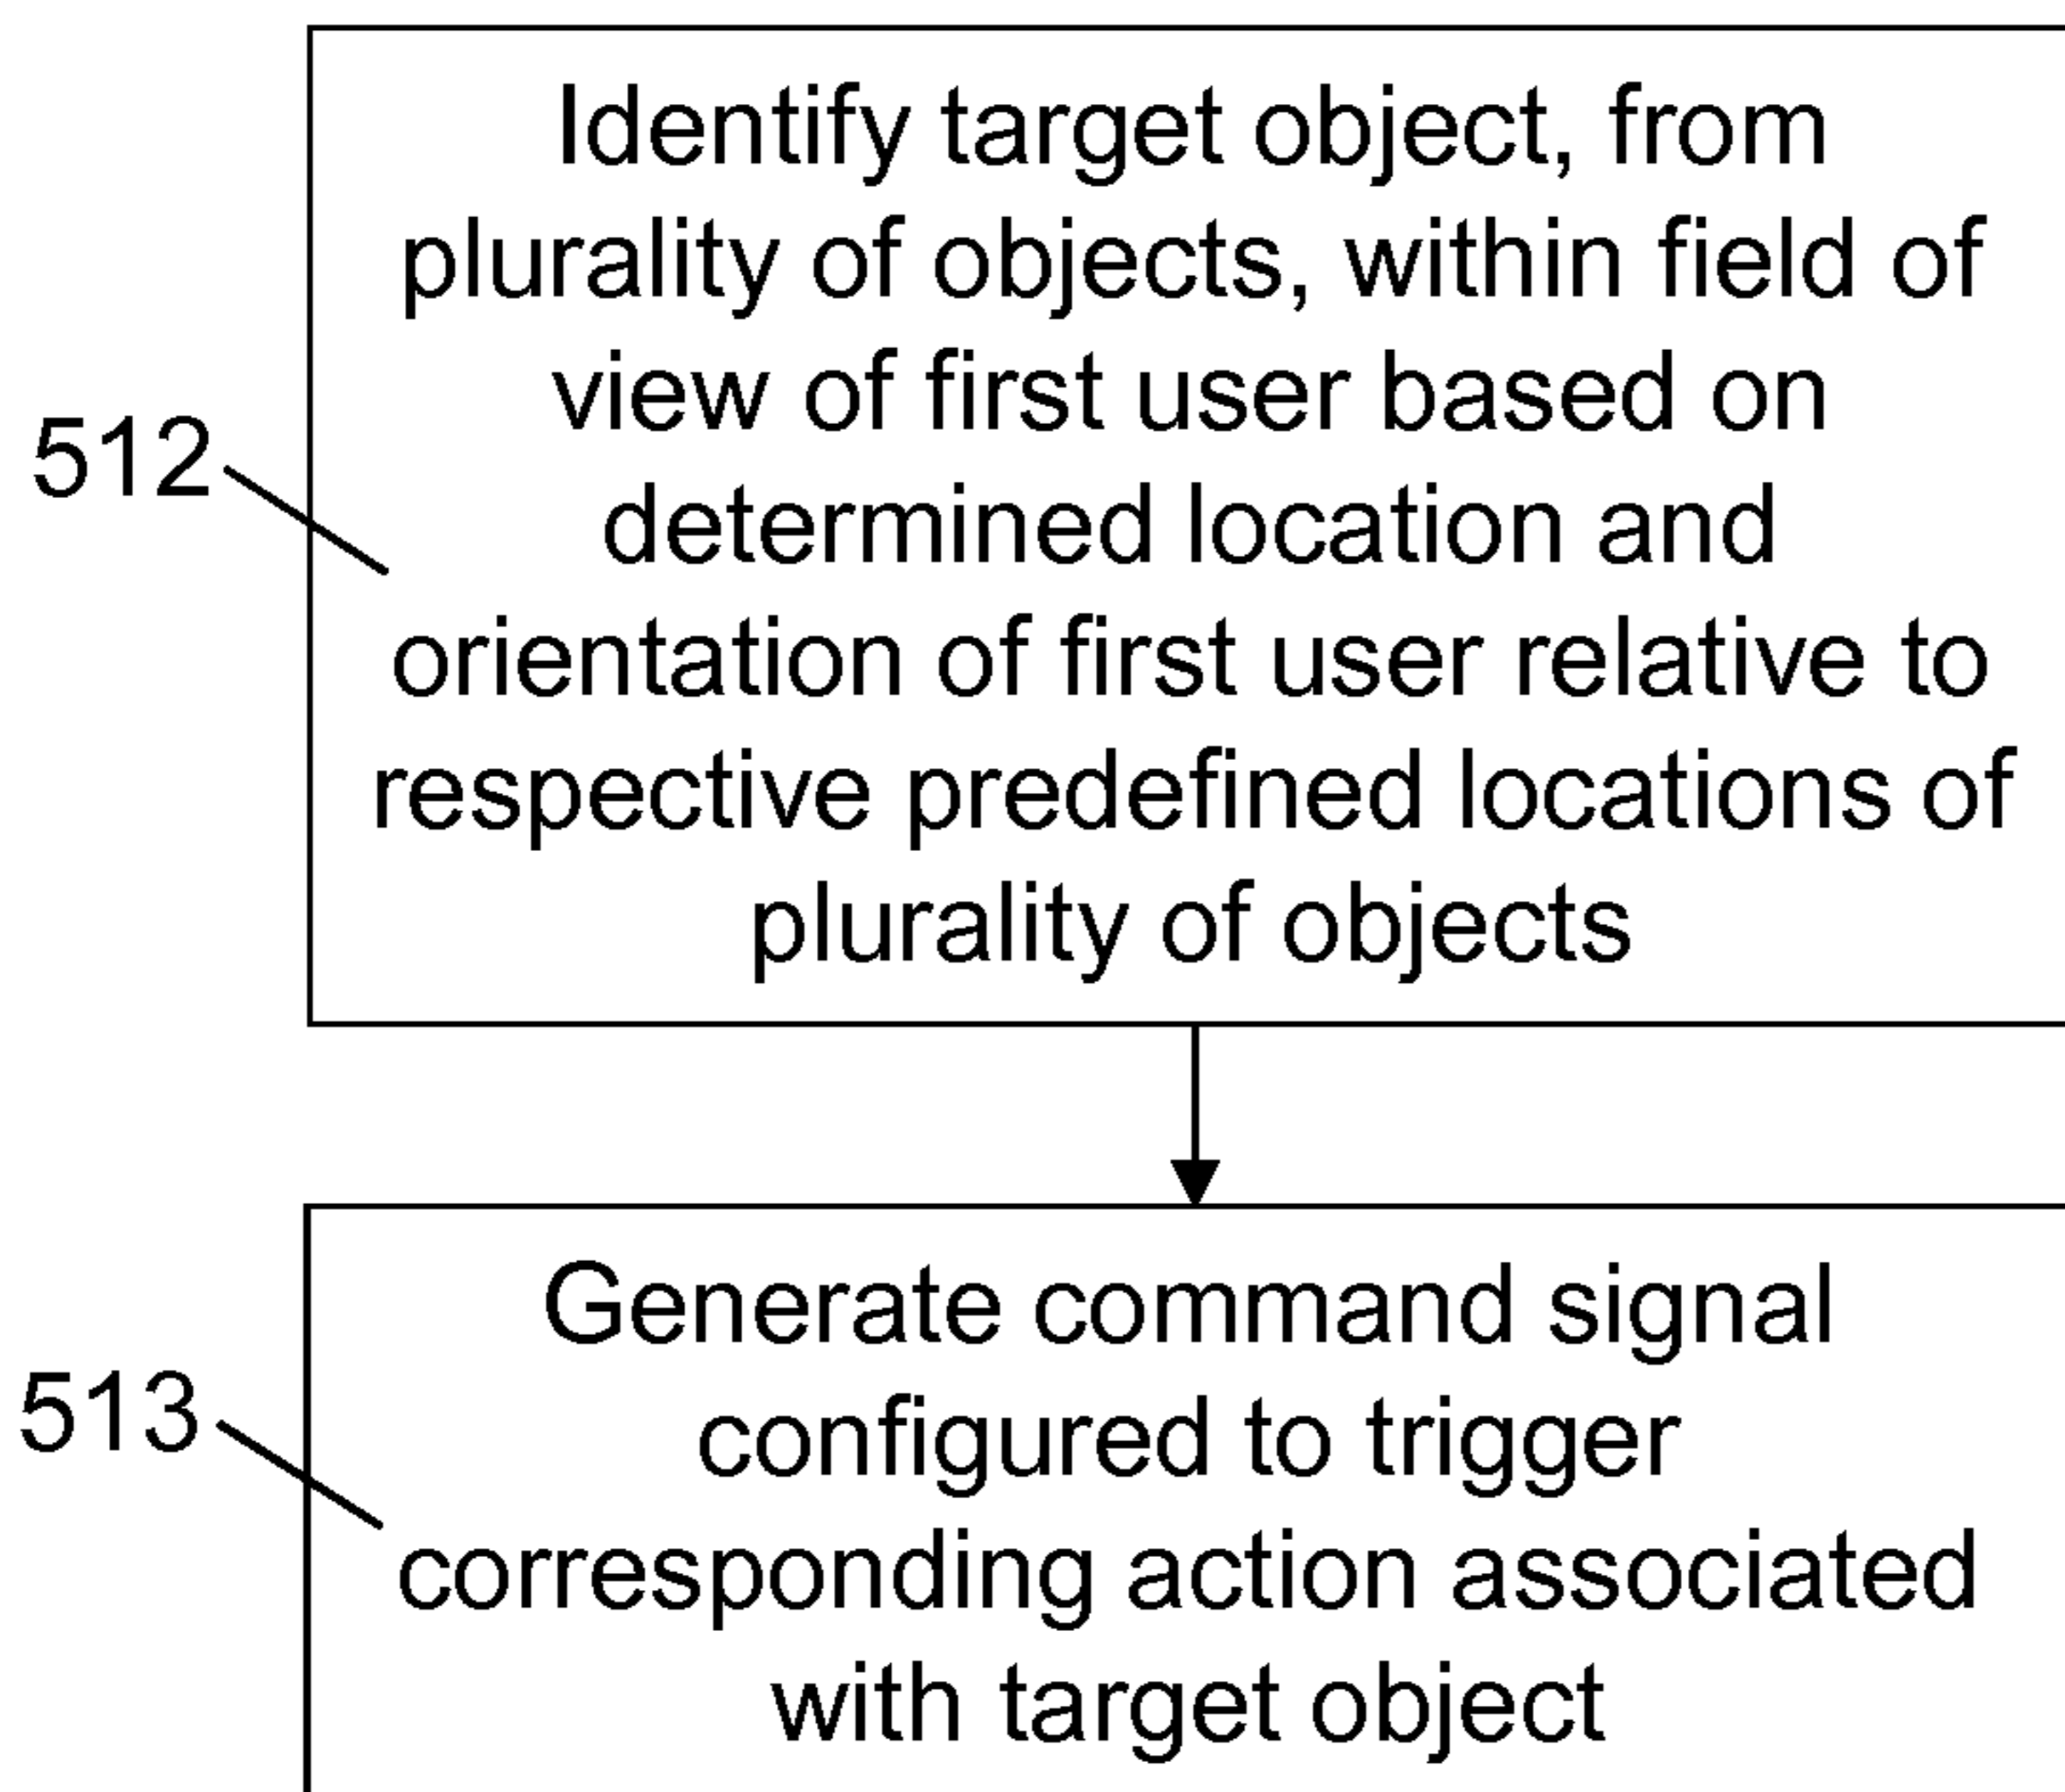 Identify target object, from
plurality of objects, within field of
view of first user based on
512
determined location and
orientation of first user relative to
respective predefined locations of
plurality of objects
Generate command signal
513
configured to trigger
corresponding action associated
with target object